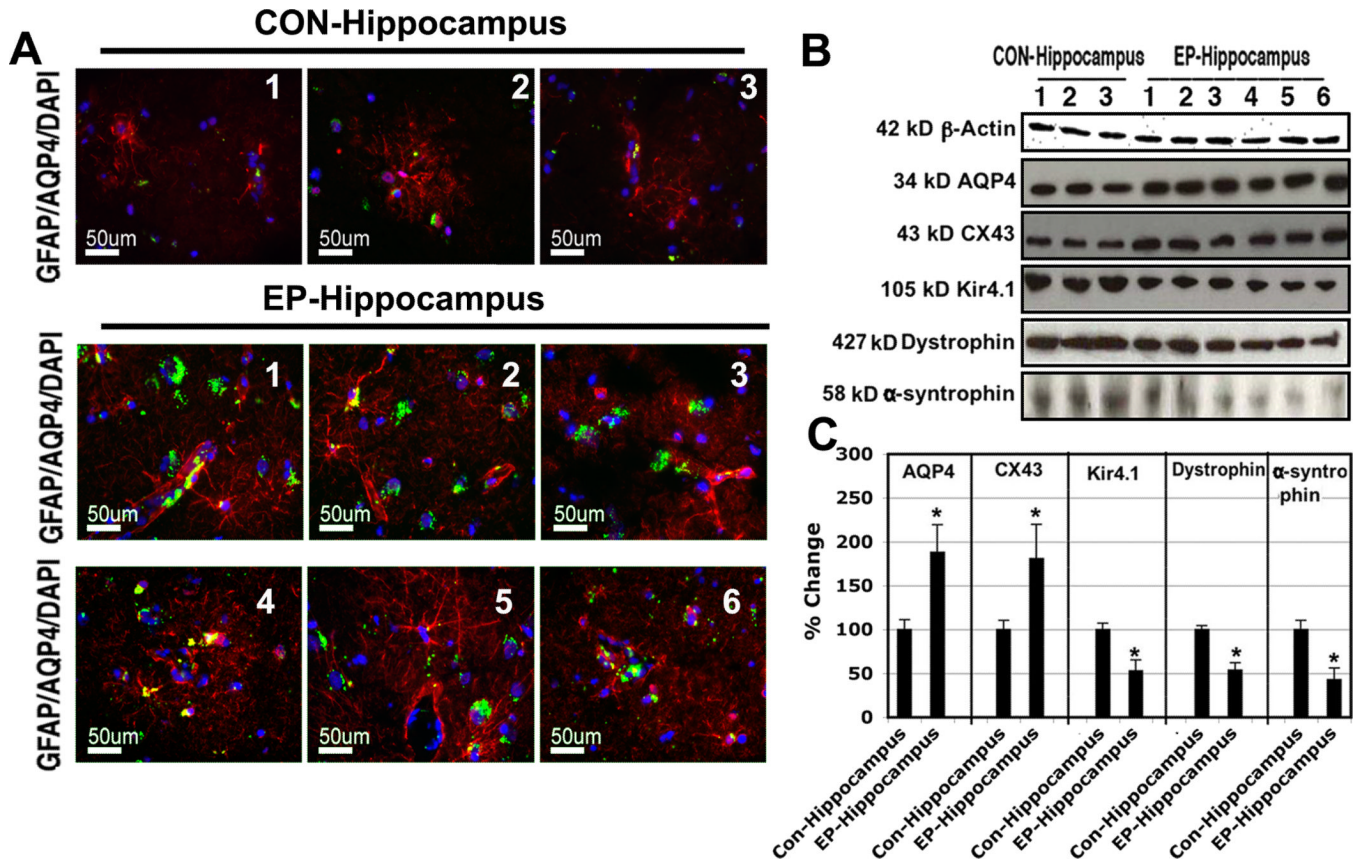 A
CON-Hippocampus
GFAP/AQP4/DAPI
1
2
3
50um
50um
50um
EP-Hippocampus
GFAP/AQP4/DAPI
1
2
3
50um
50um
50um
GFAP/AQP4/DAPI
4
5
6
50um
50um
50um
B
CON-Hippocampus EP-Hippocampus
1 2 3 1 2 3 4 5 6
42 kD β-Actin
34 kD AQP4
43 kD CX43
105 kD Kir4.1
427 kD Dystrophin
58 kD α-syntrophin
C
% Change
300
250
200
150
100
50
0
AQP4
CX43
Kir4.1
Dystrophin
α-syntro
phin
*
*
*
*
*
Con-Hippocampus
EP-Hippocampus
Con-Hippocampus
EP-Hippocampus
Con-Hippocampus
EP-Hippocampus
Con-Hippocampus
EP-Hippocampus
Con-Hippocampus
EP-Hippocampus